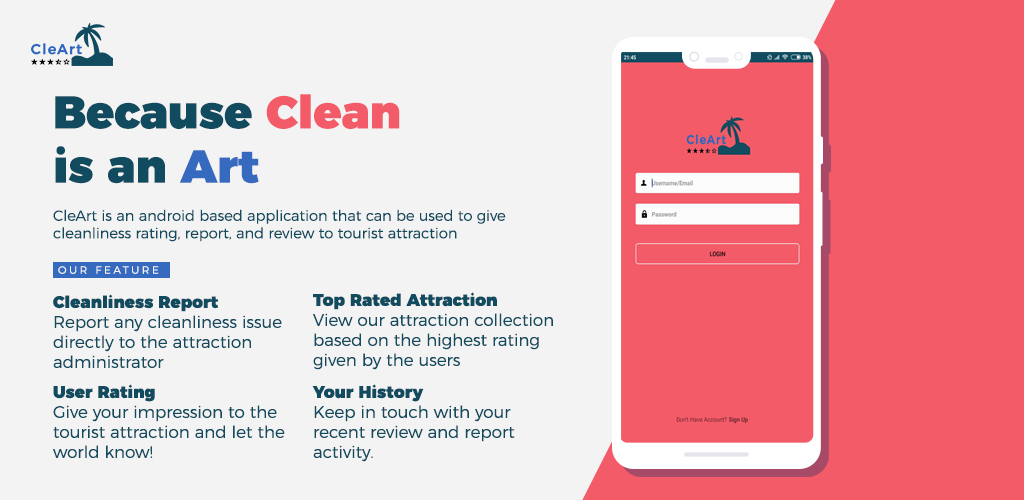 CleArt
Because Clean
is an Art
CleArt is an android based application that can be used to give
cleanliness rating, report, and review to tourist attraction
OUR FEATURE
Cleanliness Report
Report any cleanliness issue
directly to the attraction
administrator
Top Rated Attraction
View our attraction collection
based on the highest rating
given by the users
User Rating
Give your impression to the
tourist attraction and let the
world know!
Your History
Keep in touch with your
recent review and report
activity.
21:45
38%
CleArt
Username/Email
Password
LOGIN
Don't Have Account? Sign Up